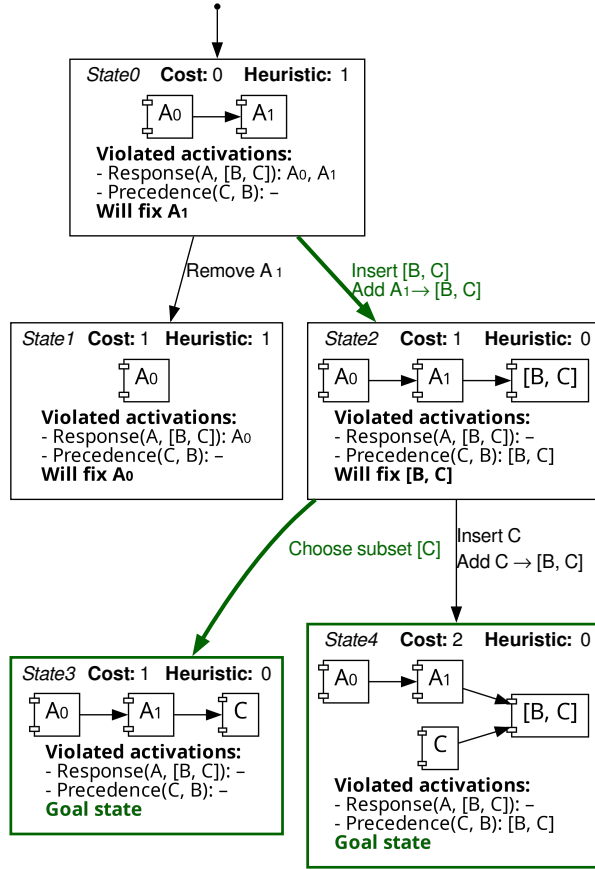 State0 Cost: 0 Heuristic: 1
A0 A1
Violated activations:
- Response(A, [B, C]): A0, A1
- Precedence(C, B): –
Will fix A1
Remove A 1
Insert [B, C]
Add A1→ [B, C]
State1 Cost: 1 Heuristic: 1
A0
Violated activations:
- Response(A, [B, C]): A0
- Precedence(C, B): –
Will fix A0
State2 Cost: 1 Heuristic: 0
A0 A1 [B, C]
Violated activations:
- Response(A, [B, C]): –
- Precedence(C, B): [B, C]
Will fix [B, C]
Choose subset [C]
Insert C
Add C → [B, C]
State3 Cost: 1 Heuristic: 0
A0 A1 C
Violated activations:
- Response(A, [B, C]): –
- Precedence(C, B): –
Goal state
State4 Cost: 2 Heuristic: 0
A0 A1 [B, C]
C
Violated activations:
- Response(A, [B, C]): –
- Precedence(C, B): [B, C]
Goal state